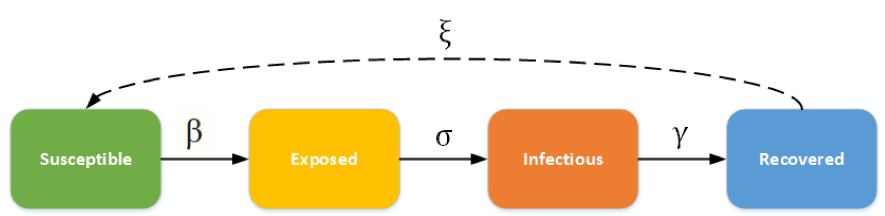 ξ
Susceptible β Exposed σ Infectious γ Recovered